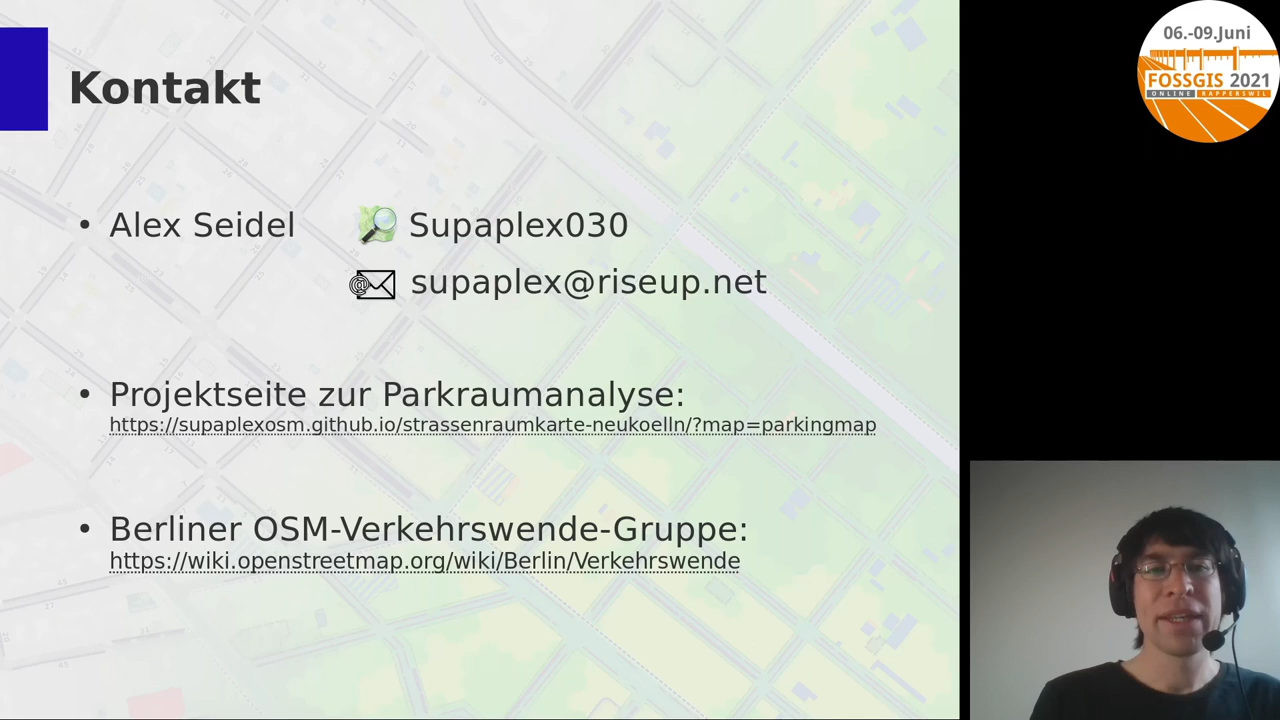 Kontakt
• Alex Seidel
Supaplex030
@ supaplex@riseup.net
• Projektseite zur Parkraumanalyse:
https://supaplexosm.github.io/strassenraumkarte-neukoelln/?map=parkingmap
• Berliner OSM-Verkehrswende-Gruppe:
https://wiki.openstreetmap.org/wiki/Berlin/Verkehrswende
06.-09.Juni
FOSSGIS 2021
ONLINE RAPPERSWIL